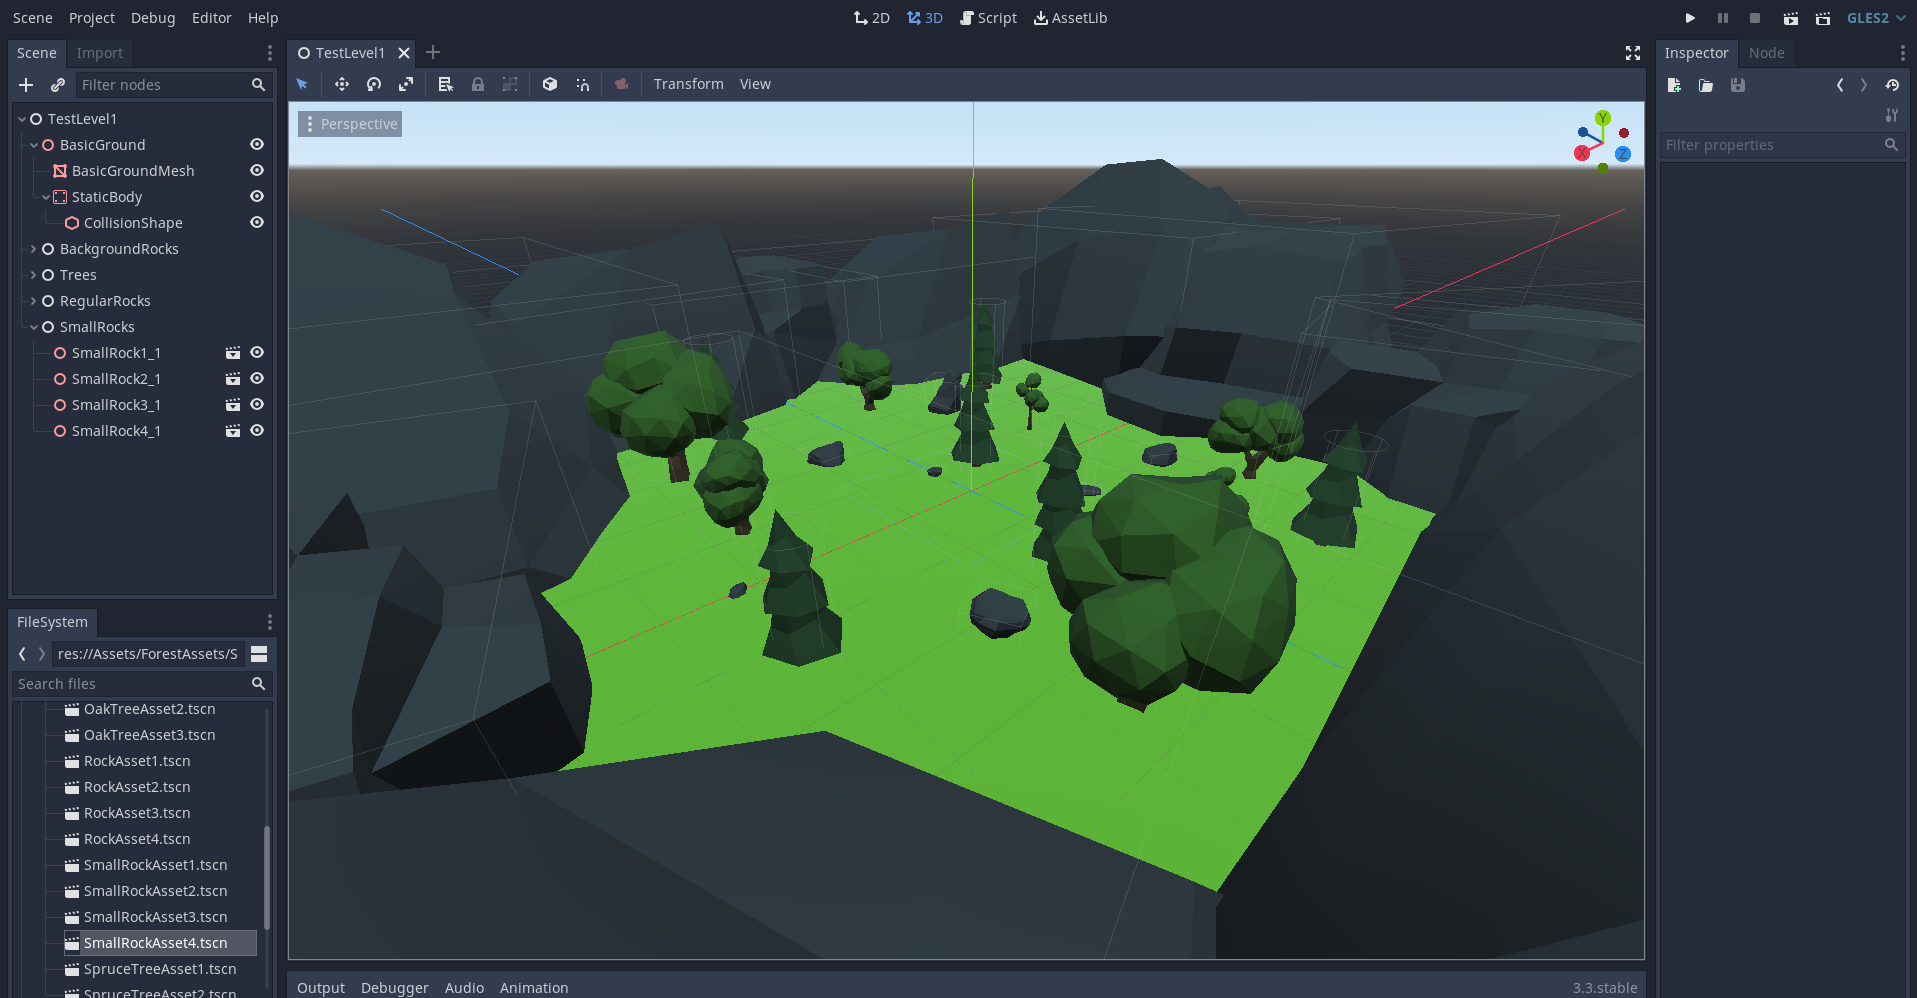 Scene Project Debug Editor Help
2D 3D Script AssetLib
GLES2
Scene Import
Filter nodes
TestLevel1
BasicGround
BasicGroundMesh
StaticBody
CollisionShape
BackgroundRocks
Trees
RegularRocks
SmallRocks
SmallRock1_1
SmallRock2_1
SmallRock3_1
SmallRock4_1
FileSystem
res://Assets/ForestAssets/S
Search files
OakTreeAsset2.tscn
OakTreeAsset3.tscn
RockAsset1.tscn
RockAsset2.tscn
RockAsset3.tscn
RockAsset4.tscn
SmallRockAsset1.tscn
SmallRockAsset2.tscn
SmallRockAsset3.tscn
SmallRockAsset4.tscn
SpruceTreeAsset1.tscn
SpruceTreeAsset2.tscn
TestLevel1
Transform View
Perspective
Y
X
Z
Output Debugger Audio Animation
3.3.stable
Inspector Node
Filter properties